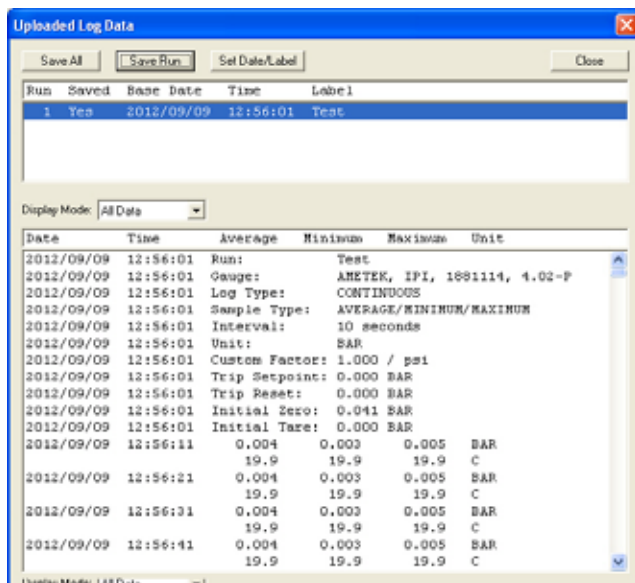 Uploaded Log Data
Save All Save Run Set Date/Label Close
Run Saved Base Date Time Label
1 Yes 2012/09/09 12:56:01 Test
Display Mode: All Data
Date Time Average Minimum Maximum Unit
2012/09/09 12:56:01 Run: Test
2012/09/09 12:56:01 Gauge: AMETEK, IPI, 1881114, 4.02-P
2012/09/09 12:56:01 Log Type: CONTINUOUS
2012/09/09 12:56:01 Sample Type: AVERAGE/MINIMUM/MAXIMUM
2012/09/09 12:56:01 Interval: 10 seconds
2012/09/09 12:56:01 Unit: BAR
2012/09/09 12:56:01 Custom Factor: 1.000 / psi
2012/09/09 12:56:01 Trip Setpoint: 0.000 BAR
2012/09/09 12:56:01 Trip Reset: 0.000 BAR
2012/09/09 12:56:01 Initial Zero: 0.041 BAR
2012/09/09 12:56:01 Initial Tare: 0.000 BAR
2012/09/09 12:56:11 0.004 0.003 0.005 BAR
19.9 19.9 19.9 C
2012/09/09 12:56:21 0.004 0.003 0.005 BAR
19.9 19.9 19.9 C
2012/09/09 12:56:31 0.004 0.003 0.005 BAR
19.9 19.9 19.9 C
2012/09/09 12:56:41 0.004 0.003 0.005 BAR
19.9 19.9 19.9 C
Display Mode: All Data